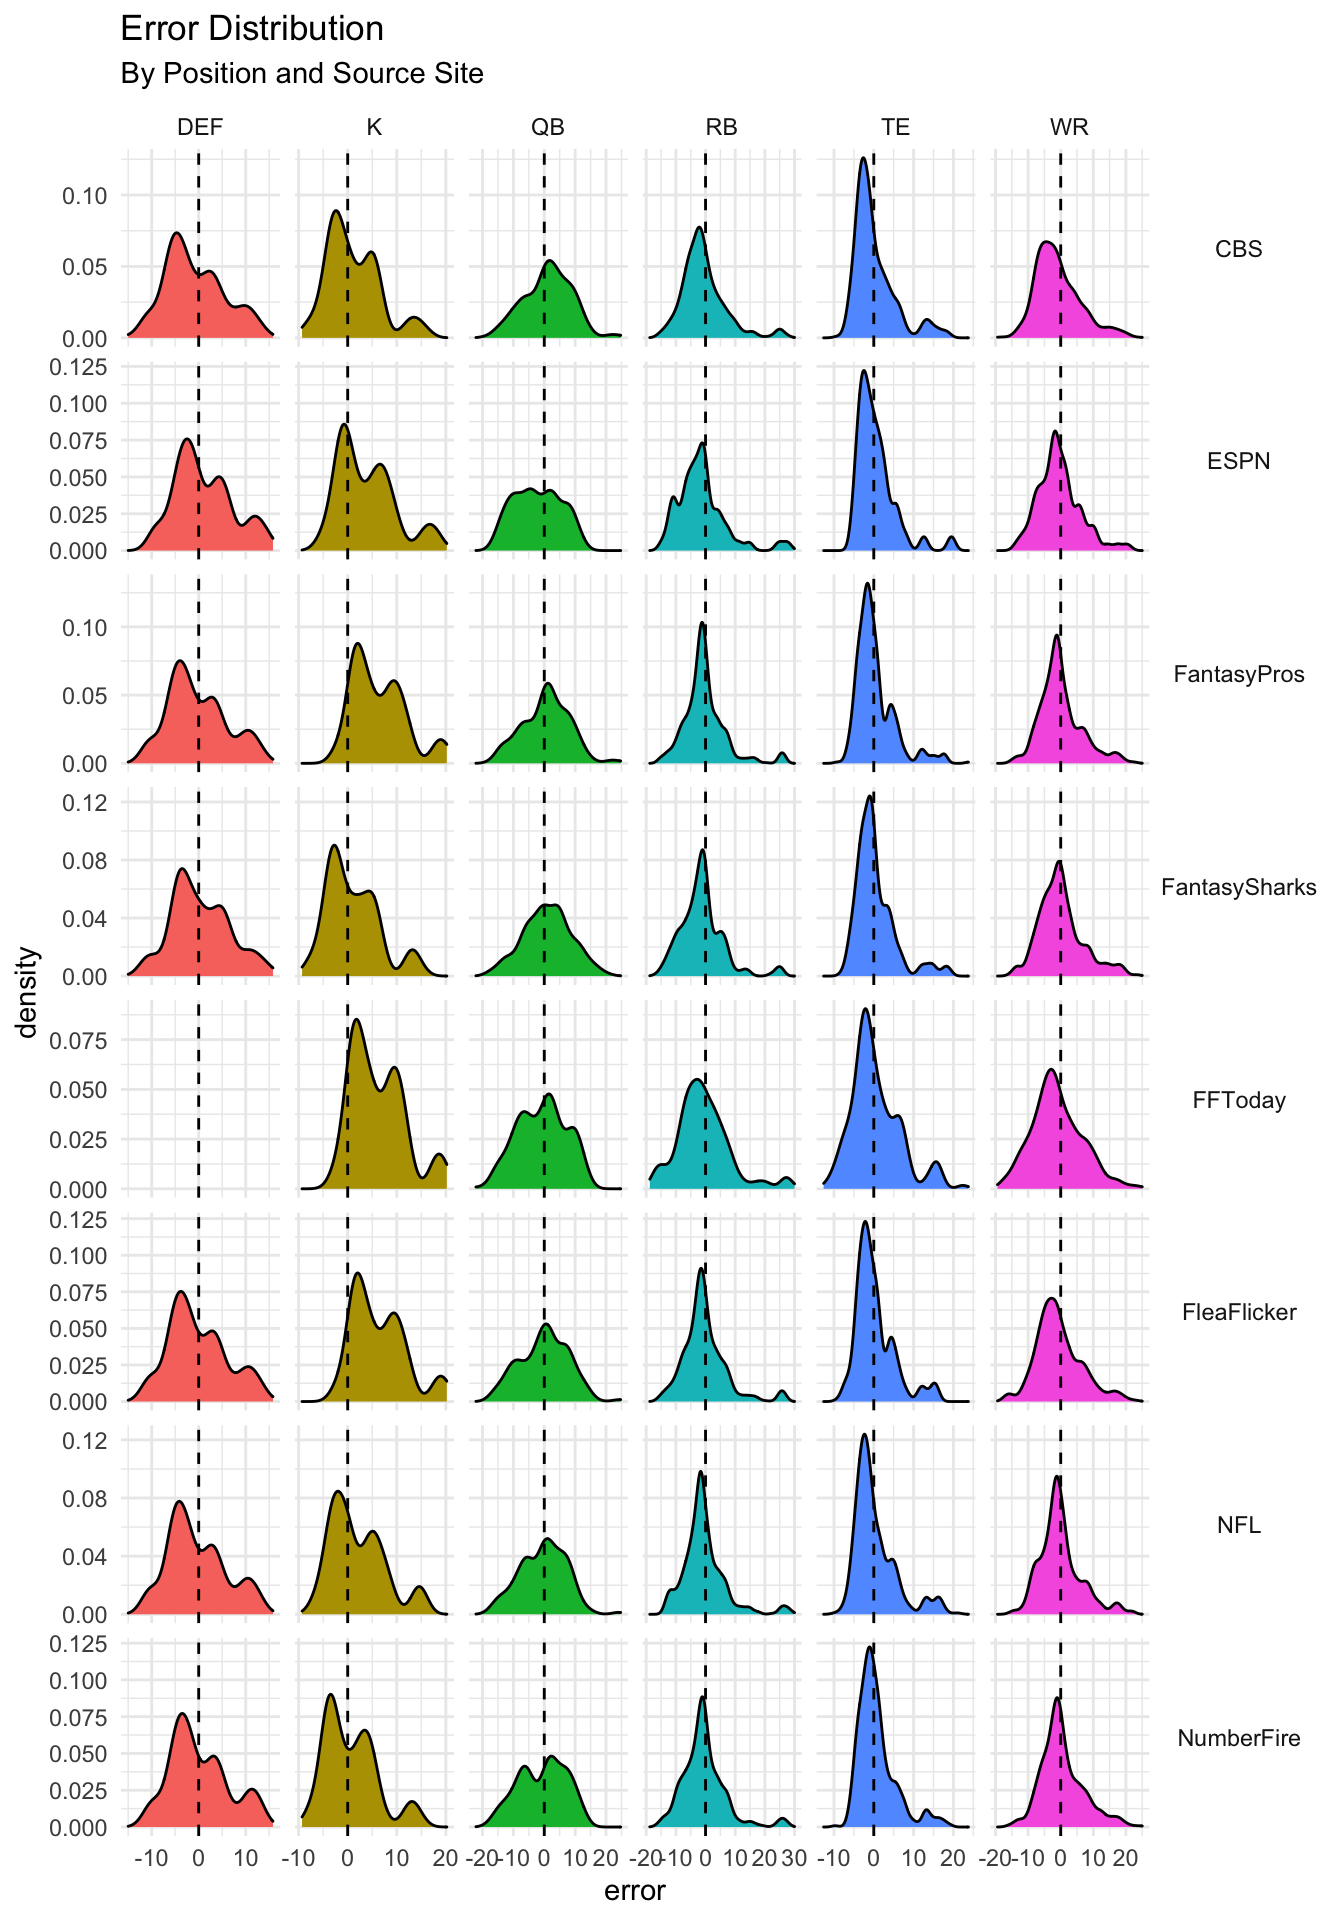 Error Distribution
By Position and Source Site
DEF K QB RB TE WR
0.10
0.05
0.00
CBS
0.125
0.100
0.075
0.050
0.025
0.000
ESPN
0.10
0.05
0.00
FantasyPros
0.12
0.08
0.04
0.00
FantasySharks
density
0.075
0.050
0.025
0.000
FFToday
0.125
0.100
0.075
0.050
0.025
0.000
FleaFlicker
0.12
0.08
0.04
0.00
NFL
0.125
0.100
0.075
0.050
0.025
0.000
NumberFire
-10 0 10 -10 0 10 20 -20 -10 0 10 20 -20 -10 0 10 20 30 -10 0 10 20 -20 -10 0 10 20
error